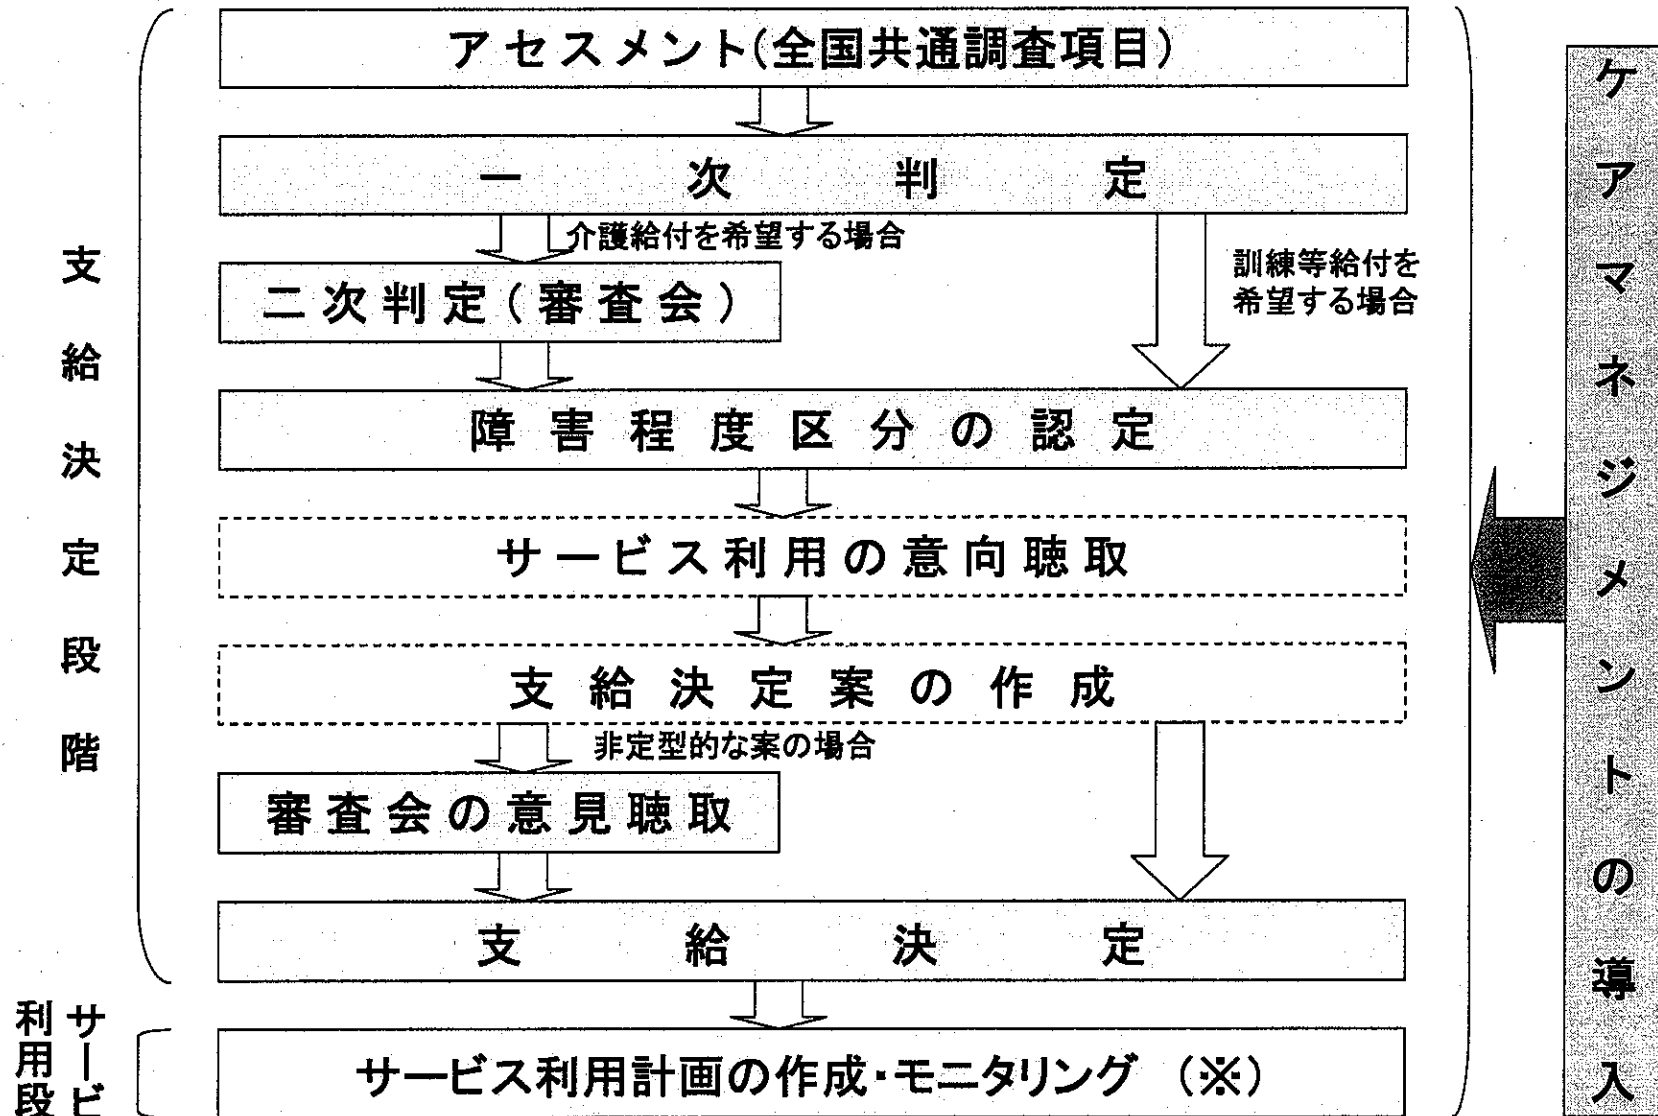 アセスメント(全国共通調査項目)
一次判定
介護給付を希望する場合
訓練等給付を
希望する場合
二次判定(審査会)
障害程度区分の認定
サービス利用の意向聴取
支給決定案の作成
非定型的な案の場合
審査会の意見聴取
支給決定
サービス利用計画の作成・モニタリング (※)
支給決定段階
サービ
利用段
ケアマネジメントの導入